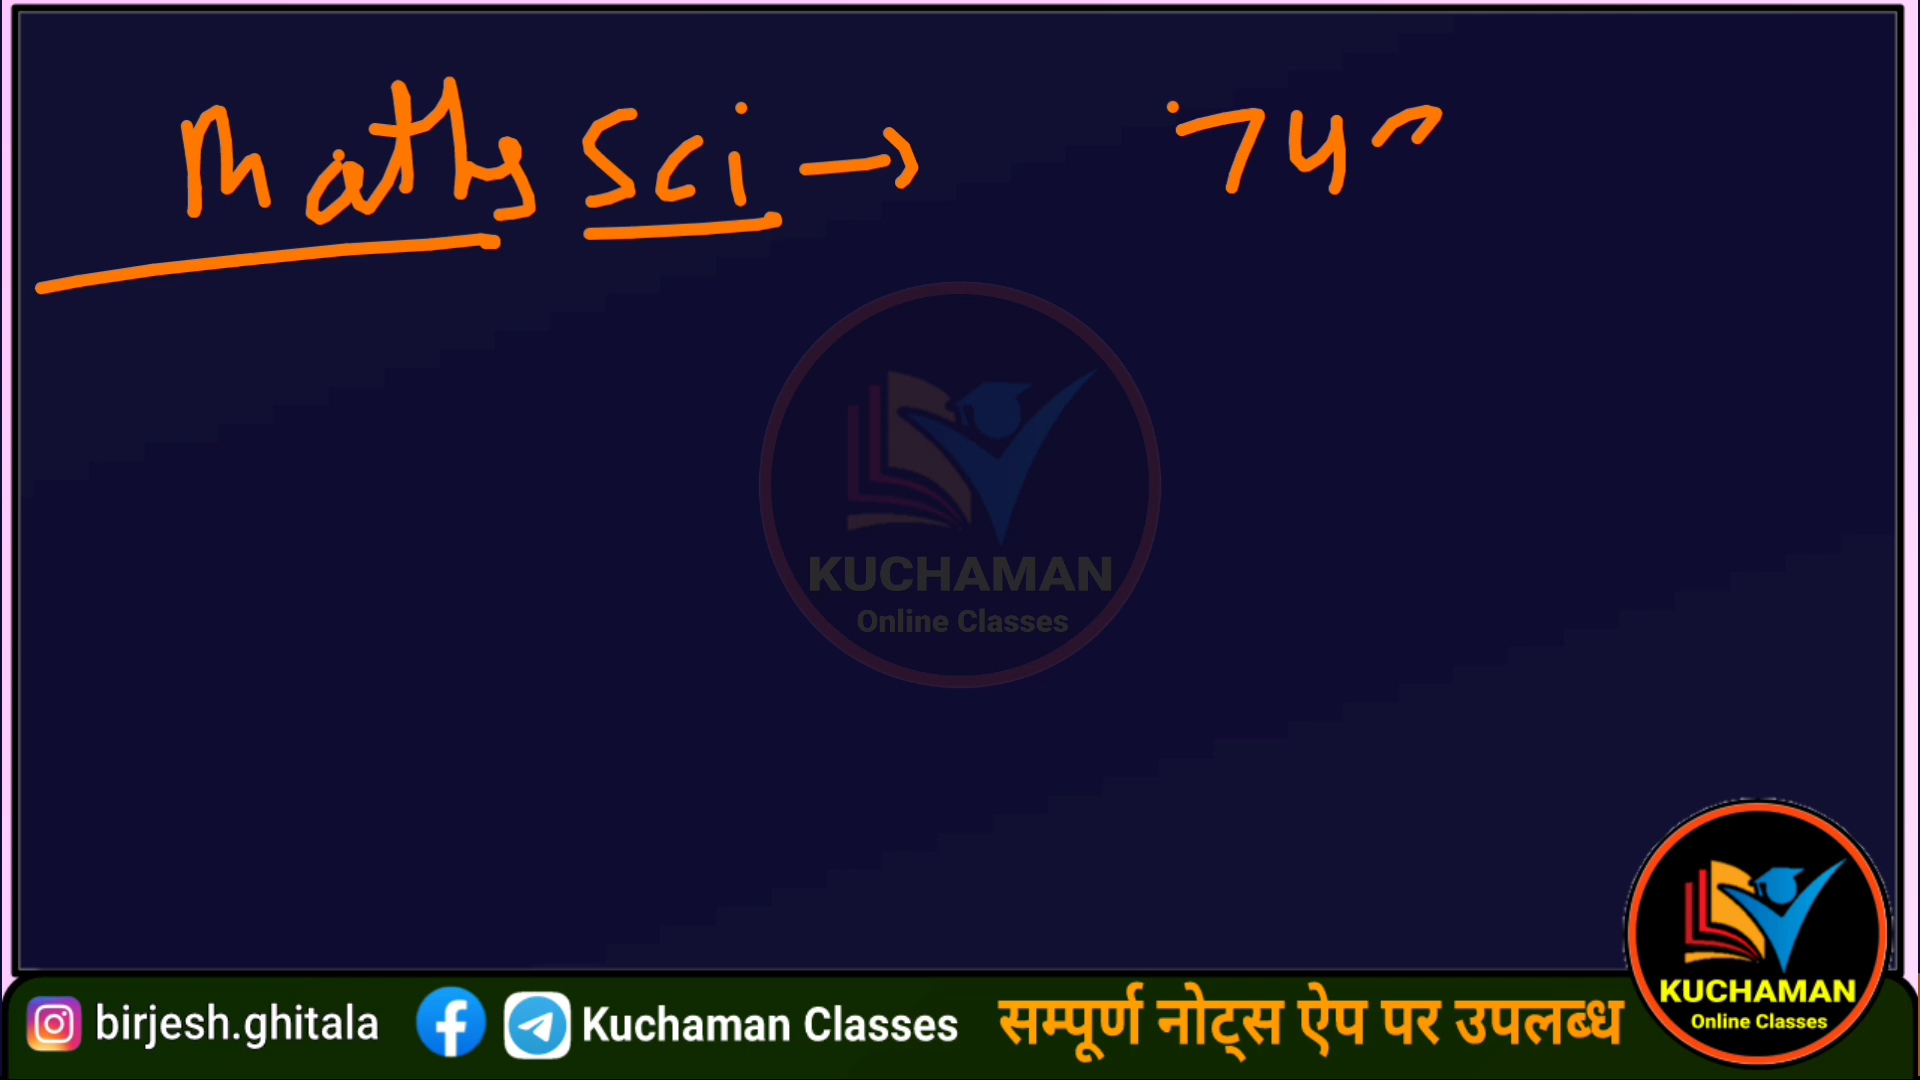 Maths Sci → 74
KUCHAMAN
Online Classes
birjesh.ghitala
Kuchaman Classes
सम्पूर्ण नोट्स ऐप पर उपलब्ध
KUCHAMAN
Online Classes